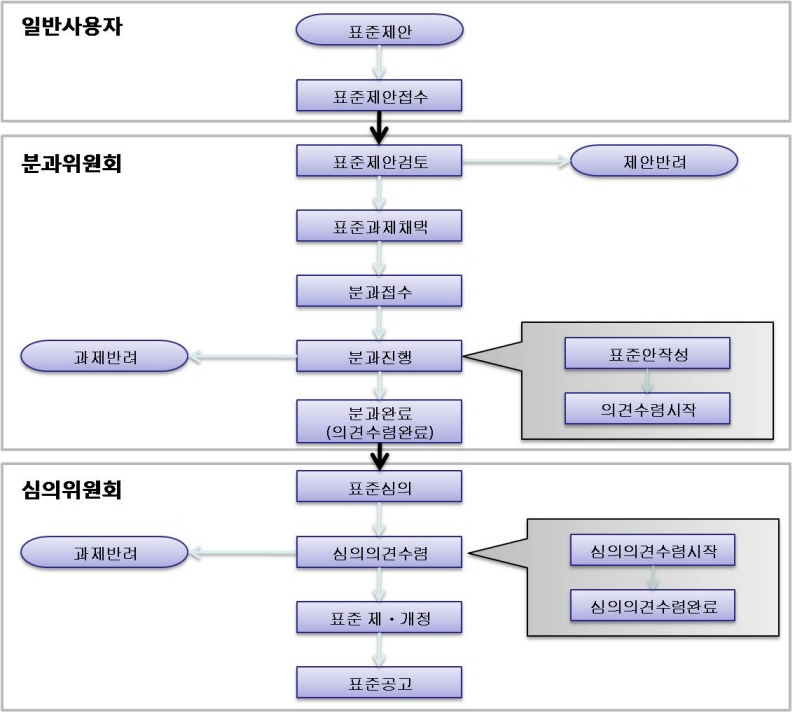 일반사용자
표준제안
표준제안접수
분과위원회
표준제안검토
제안반려
표준과제채택
분과접수
과제반려
분과진행
표준안작성
의견수렴시작
분과완료
(의견수렴완료)
심의위원회
표준심의
과제반려
심의의견수렴
심의의견수렴시작
심의의견수렴완료
표준 제・개정
표준공고